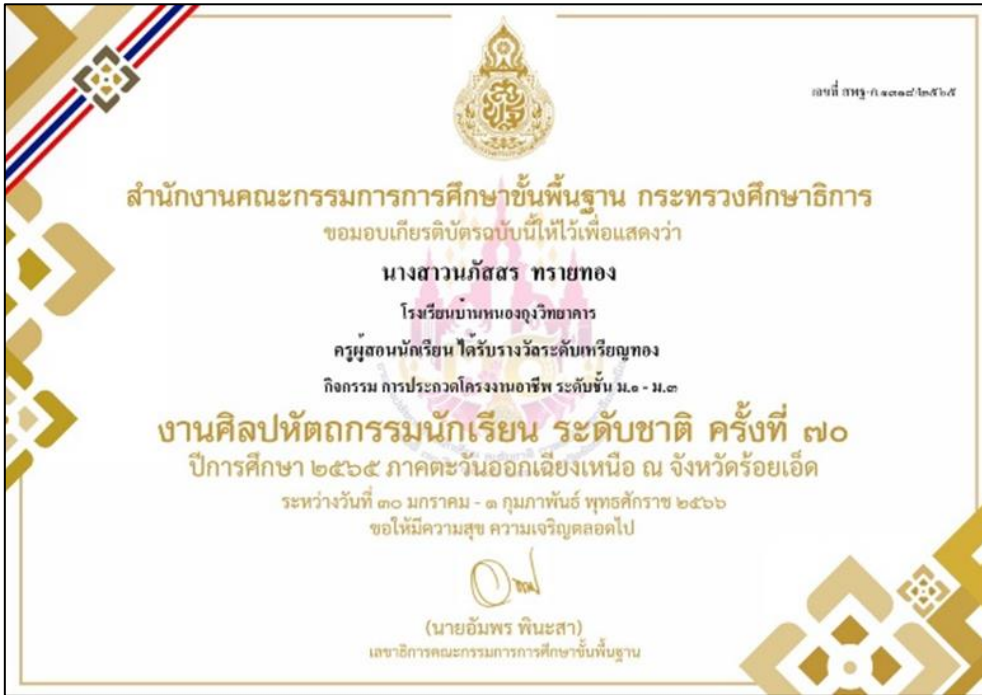 เลขที่ สพฐ-ก.๑๓๑๘/๒๕๖๕
สำนักงานคณะกรรมการการศึกษาขั้นพื้นฐาน กระทรวงศึกษาธิการ
ขอมอบเกียรติบัตรฉบับนี้ให้ไว้เพื่อแสดงว่า
นางสาวนภัสสร ทรายทอง
โรงเรียนบ้านหนองกุงวิทยาคาร
ครูผู้สอนนักเรียน ได้รับรางวัลระดับเหรียญทอง
กิจกรรม การประกวดโครงงานอาชีพ ระดับชั้น ม.๑ - ม.๓
งานศิลปหัตถกรรมนักเรียน ระดับชาติ ครั้งที่ ๗๐
ปีการศึกษา ๒๕๖๕ ภาคตะวันออกเฉียงเหนือ ณ จังหวัดร้อยเอ็ด
ระหว่างวันที่ ๓๐ มกราคม - ๑ กุมภาพันธ์ พุทธศักราช ๒๕๖๖
ขอให้มีความสุข ความเจริญตลอดไป
(นายอัมพร พินะสา)
เลขาธิการคณะกรรมการการศึกษาขั้นพื้นฐาน